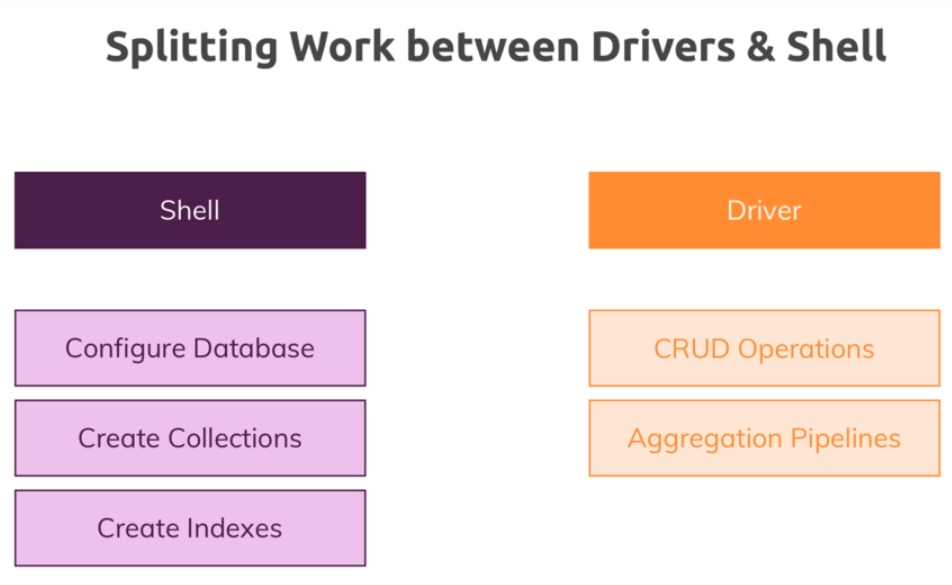 Splitting Work between Drivers & Shell
Shell
Configure Database
Create Collections
Create Indexes
Driver
CRUD Operations
Aggregation Pipelines